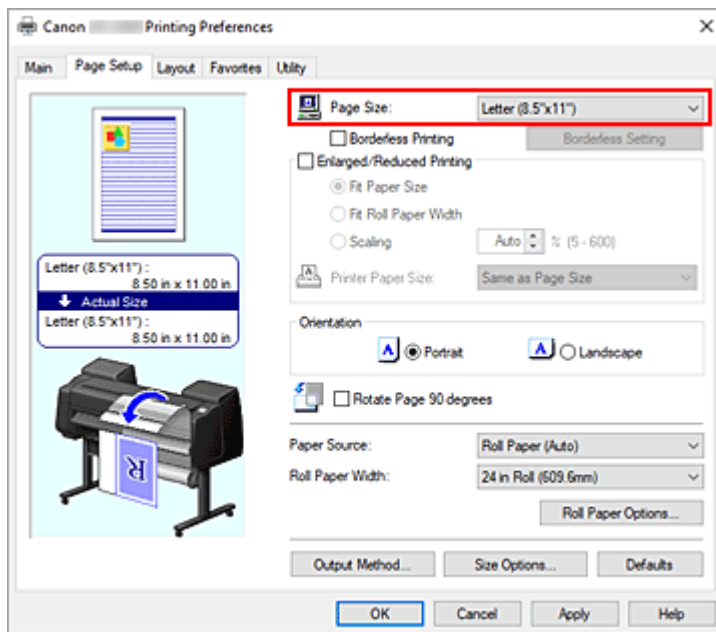 Canon Printing Preferences
Main Page Setup Layout Favorites Utility
Page Size: Letter (8.5"x11")
Borderless Printing Borderless Setting
Enlarged/Reduced Printing
Fit Paper Size
Fit Roll Paper Width
Scaling Auto % (5 - 600)
Printer Paper Size: Same as Page Size
Letter (8.5"x11") :
8.50 in x 11.00 in
Actual Size
Letter (8.5"x11") :
8.50 in x 11.00 in
Orientation
A Portrait A Landscape
Rotate Page 90 degrees
Paper Source: Roll Paper (Auto)
Roll Paper Width: 24 in Roll (609.6mm)
Roll Paper Options...
R
Output Method... Size Options... Defaults
OK Cancel Apply Help